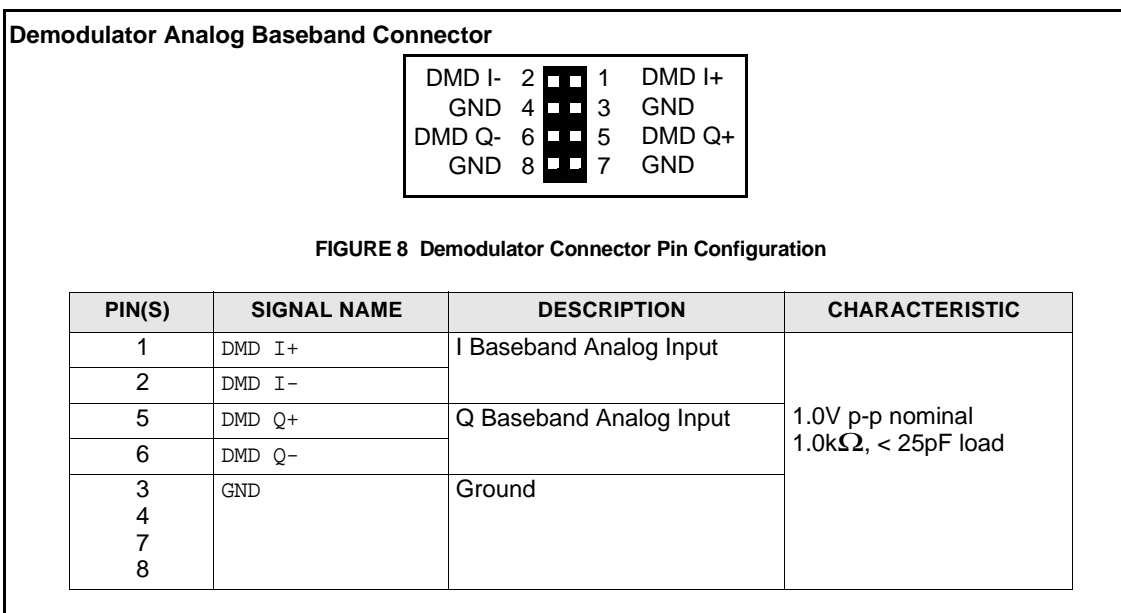 Demodulator Analog Baseband Connector
DMD I- 2 1 DMD I+
GND 4 3 GND
DMD Q- 6 5 DMD Q+
GND 8 7 GND
FIGURE 8 Demodulator Connector Pin Configuration
PIN(S) SIGNAL NAME DESCRIPTION CHARACTERISTIC
1 DMD I+ I Baseband Analog Input
2 DMD I-
5 DMD Q+ Q Baseband Analog Input 1.0V p-p nominal
6 DMD Q- 1.0kΩ, < 25pF load
3 GND Ground
4
7
8